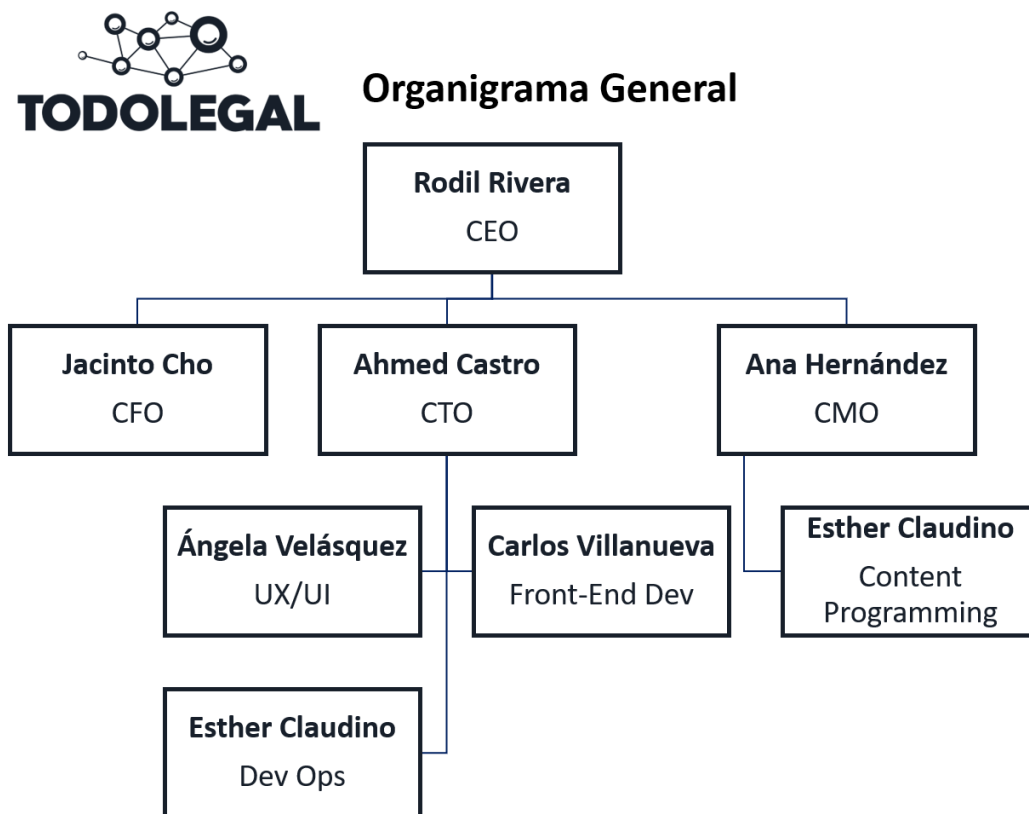 TODOLEGAL
Organigrama General
Rodil Rivera
CEO
Jacinto Cho
CFO
Ahmed Castro
CTO
Ana Hernández
CMO
Ángela Velásquez
UX/UI
Carlos Villanueva
Front-End Dev
Esther Claudino
Content
Programming
Esther Claudino
Dev Ops